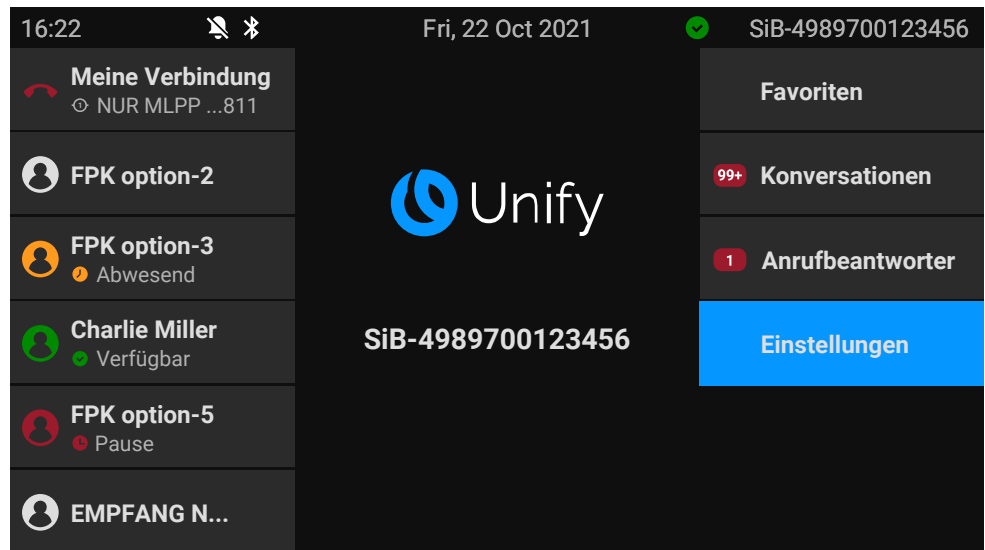 16:22
Fri, 22 Oct 2021
SiB-4989700123456
Meine Verbindung
NUR MLPP ...811
FPK option-2
FPK option-3
Abwesend
Charlie Miller
Verfügbar
FPK option-5
Pause
EMPFANG N...
Unify
SiB-4989700123456
Favoriten
99+ Konversationen
1 Anrufbeantworter
Einstellungen